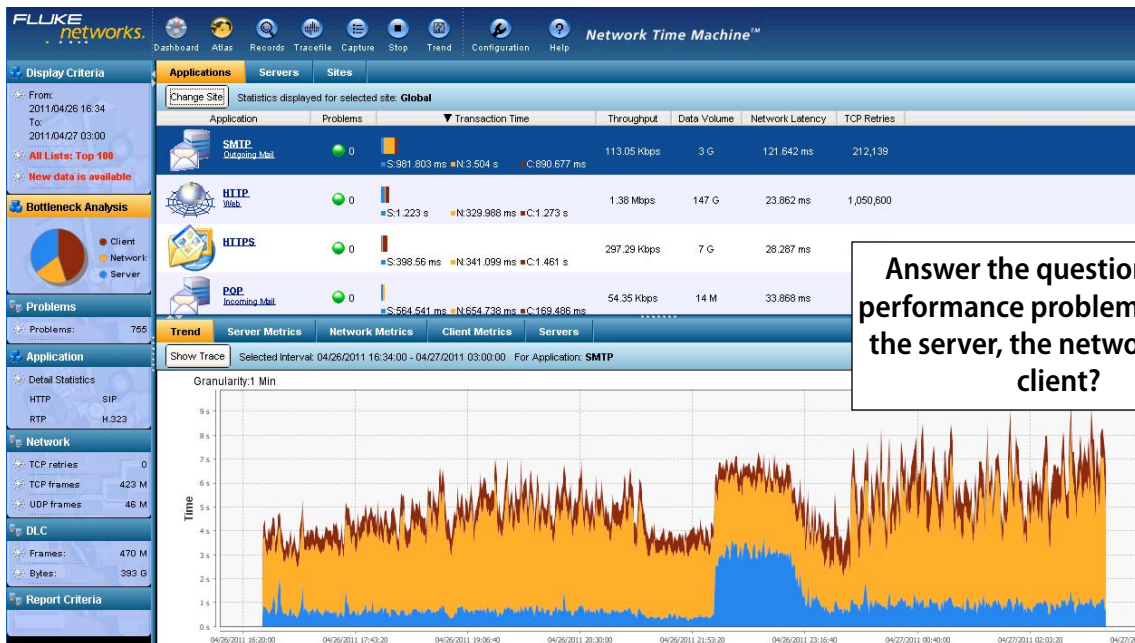 FLUKE
networks.
Dashboard Atlas Records Tracefile Capture Stop Trend Configuration Help
Network Time Machine™
Display Criteria
From:
2011/04/26 16:34
To:
2011/04/27 03:00
All Lists: Top 100
New data is available
Bottleneck Analysis
Client
Network
Server
Problems
Problems: 755
Application
Detail Statistics
HTTP SIP
RTP H.323
Network
TCP retries 0
TCP frames 423 M
UDP frames 46 M
DLC
Frames: 470 M
Bytes: 393 G
Report Criteria
Applications Servers Sites
Change Site Statistics displayed for selected site: Global
Application Problems ▼ Transaction Time Throughput Data Volume Network Latency TCP Retries
SMTP
Outgoing Mail
0
S:981.803 ms N:3.504 s C:890.677 ms
113.05 Kbps 3 G 121.642 ms 212,139
HTTP
Web
0
S:1.223 s N:329.988 ms C:1.273 s
1.38 Mbps 147 G 23.862 ms 1,050,600
HTTPS
0
S:398.56 ms N:341.099 ms C:1.461 s
297.29 Kbps 7 G 28.287 ms
POP
Incoming Mail
0
S:564.541 ms N:654.738 ms C:169.486 ms
54.35 Kbps 14 M 33.868 ms
Answer the question
performance problem
the server, the netwo
client?
Trend Server Metrics Network Metrics Client Metrics Servers
Show Trace Selected Interval: 04/26/2011 16:34:00 - 04/27/2011 03:00:00 For Application: SMTP
Granularity:1 Min
Time
9 s
8 s
7 s
6 s
5 s
4 s
3 s
2 s
1 s
0 s
04/26/2011 16:20:00 04/26/2011 17:43:20 04/26/2011 19:06:40 04/26/2011 20:30:00 04/26/2011 21:53:20 04/26/2011 23:16:40 04/27/2011 00:40:00 04/27/2011 02:03:20 04/27/2